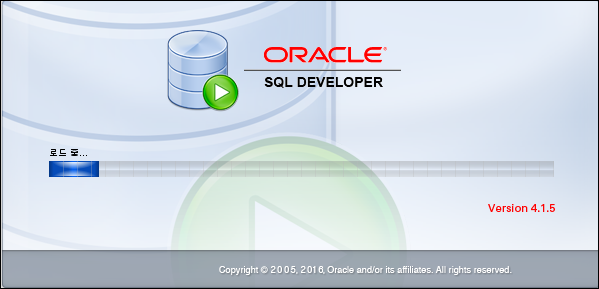 ORACLE®
SQL DEVELOPER
로드 중...
Version 4.1.5
Copyright © 2005, 2016, Oracle and/or its affiliates. All rights reserved.